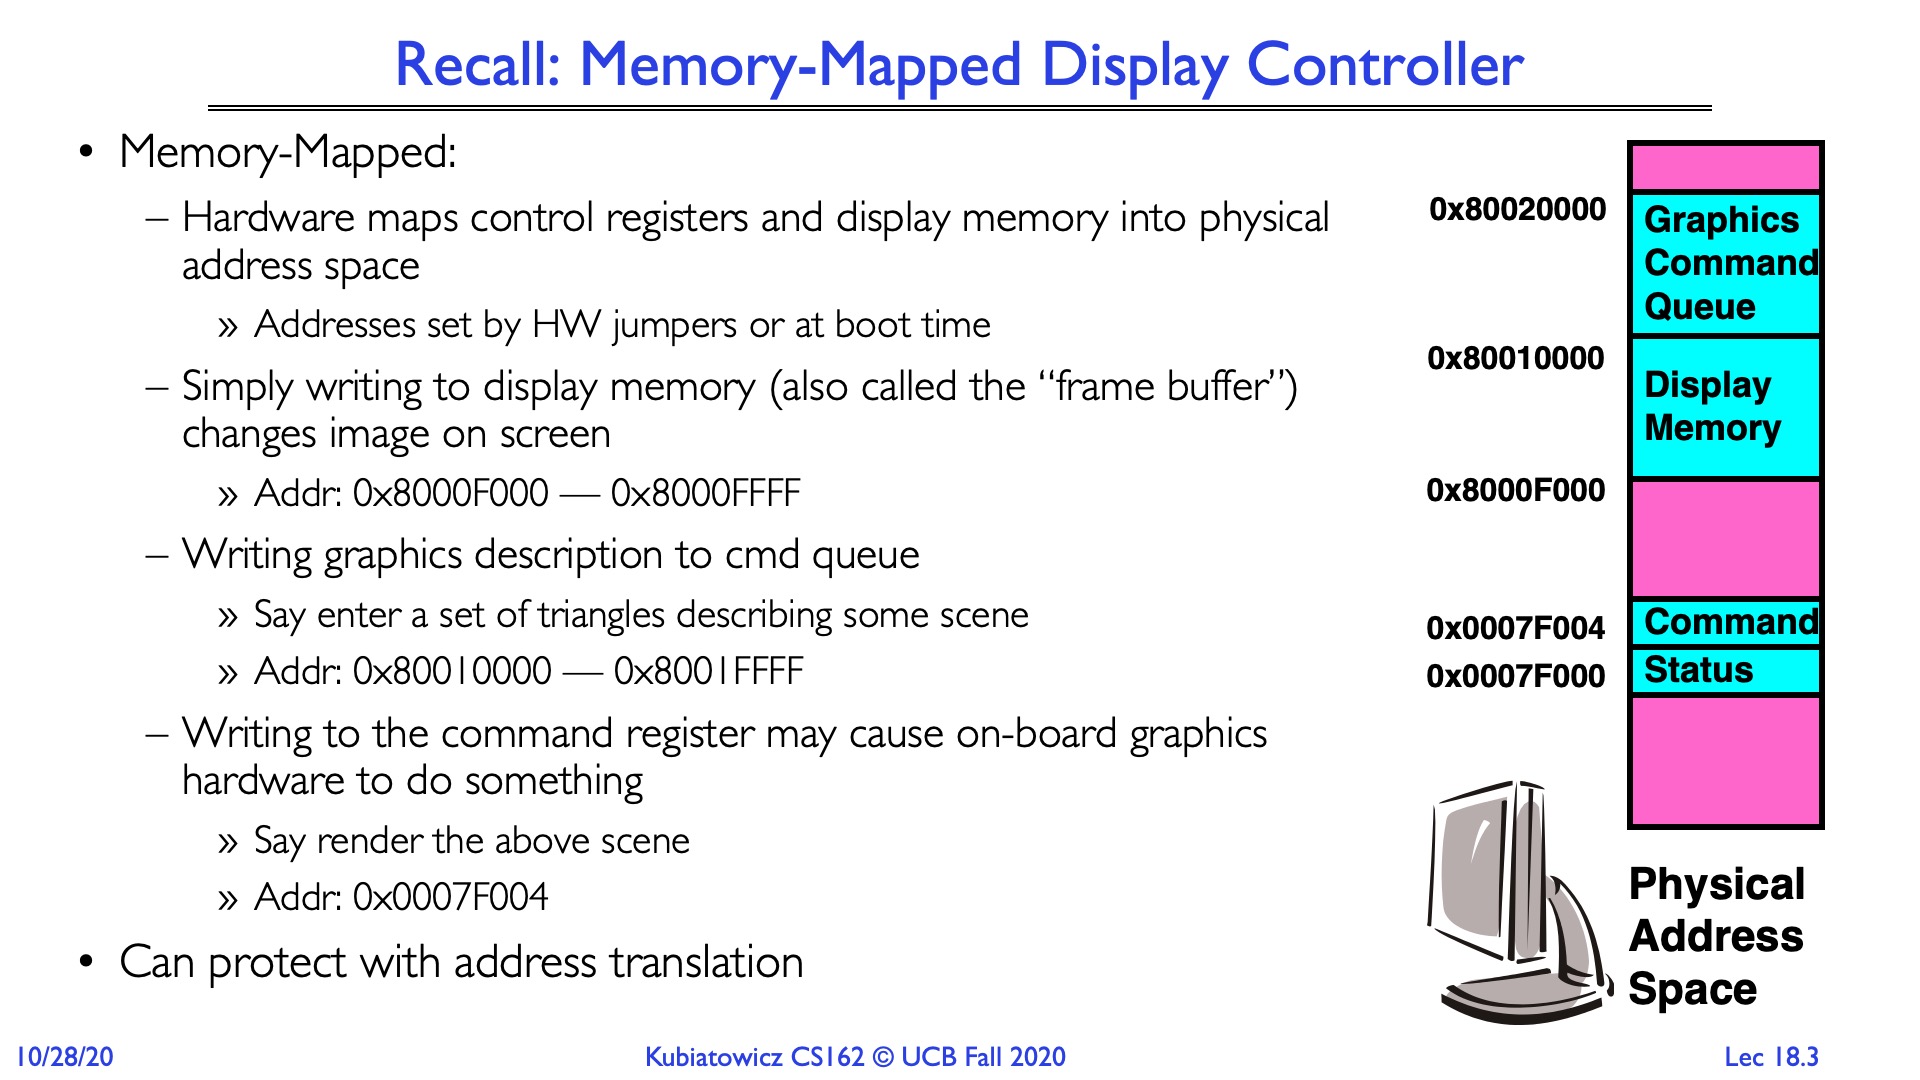 Recall: Memory-Mapped Display Controller
• Memory-Mapped:
– Hardware maps control registers and display memory into physical
address space
» Addresses set by HW jumpers or at boot time
– Simply writing to display memory (also called the “frame buffer”)
changes image on screen
» Addr: 0x8000F000 — 0x8000FFFF
– Writing graphics description to cmd queue
» Say enter a set of triangles describing some scene
» Addr: 0x80010000 — 0x8001FFFF
– Writing to the command register may cause on-board graphics
hardware to do something
» Say render the above scene
» Addr: 0x0007F004
• Can protect with address translation
0x80020000
Graphics
Command
Queue
0x80010000
Display
Memory
0x8000F000
0x0007F004
Command
0x0007F000
Status
Physical
Address
Space
10/28/20
Kubiatowicz CS162 © UCB Fall 2020
Lec 18.3